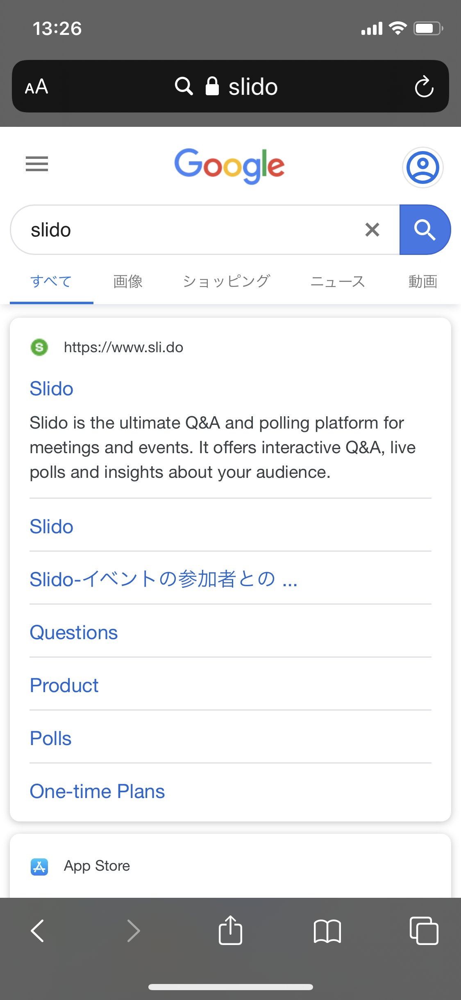 13:26
AA
slido
Google
slido
すべて 画像 ショッピング ニュース 動画
S https://www.sli.do
Slido
Slido is the ultimate Q&A and polling platform for
meetings and events. It offers interactive Q&A, live
polls and insights about your audience.
Slido
Slido-イベントの参加者との ...
Questions
Product
Polls
One-time Plans
App Store